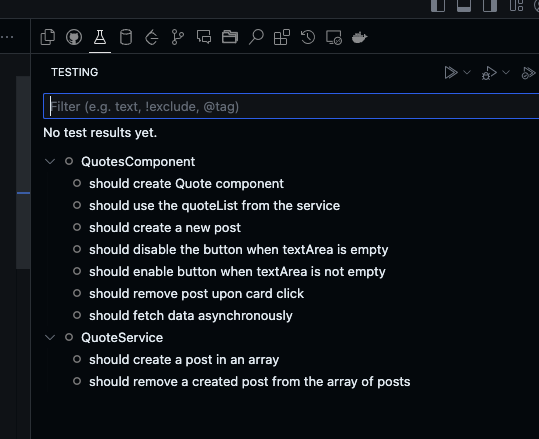 TESTING
Filter (e.g. text, !exclude, @tag)
No test results yet.
QuotesComponent
should create Quote component
should use the quoteList from the service
should create a new post
should disable the button when textArea is empty
should enable button when textArea is not empty
should remove post upon card click
should fetch data asynchronously
QuoteService
should create a post in an array
should remove a created post from the array of posts